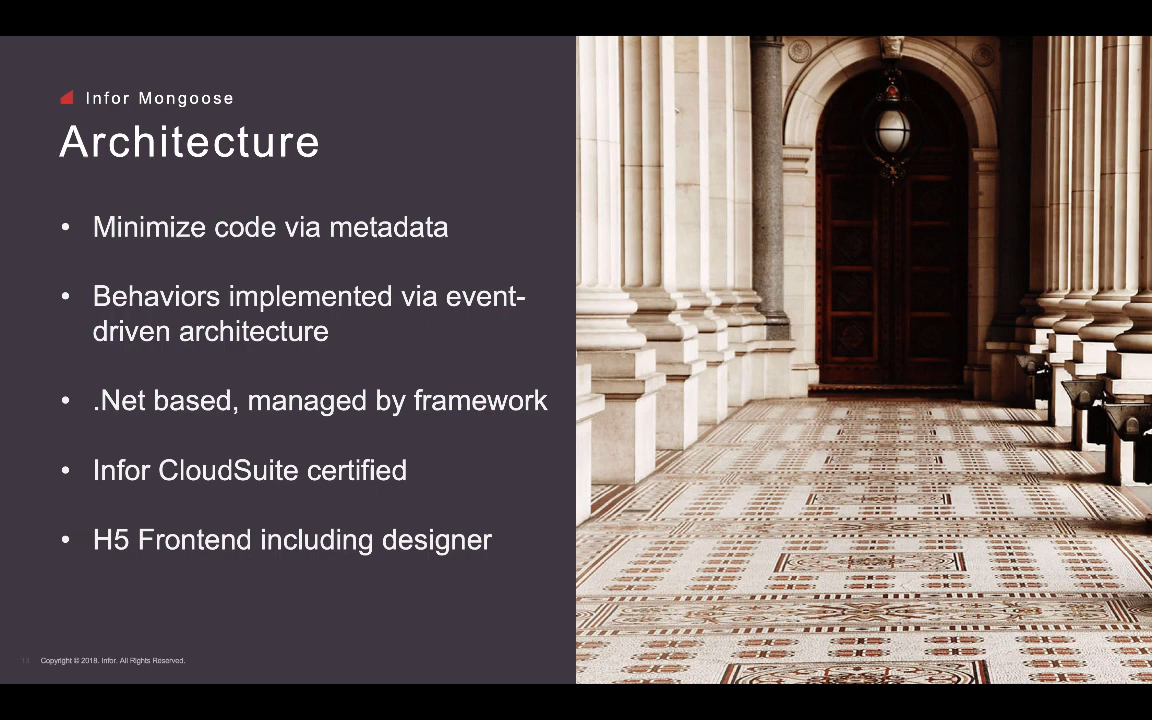 Infor Mongoose
Architecture
• Minimize code via metadata
• Behaviors implemented via event-
driven architecture
• .Net based, managed by framework
• Infor CloudSuite certified
• H5 Frontend including designer
13 Copyright © 2018. Infor. All Rights Reserved.